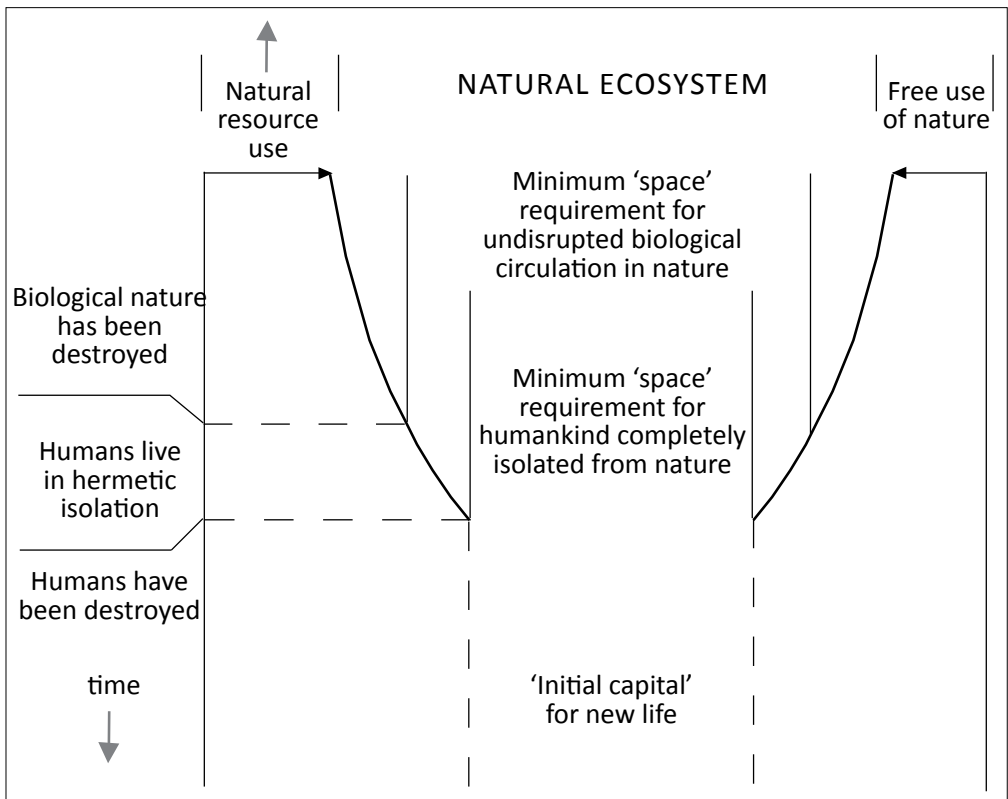 Natural
resource
use
NATURAL ECOSYSTEM
Free use
of nature
Minimum ‘space’
requirement for
undisrupted biological
circulation in nature
Biological nature
has been
destroyed
Minimum ‘space’
requirement for
humankind completely
isolated from nature
Humans live
in hermetic
isolation
Humans have
been destroyed
time
‘Initial capital’
for new life